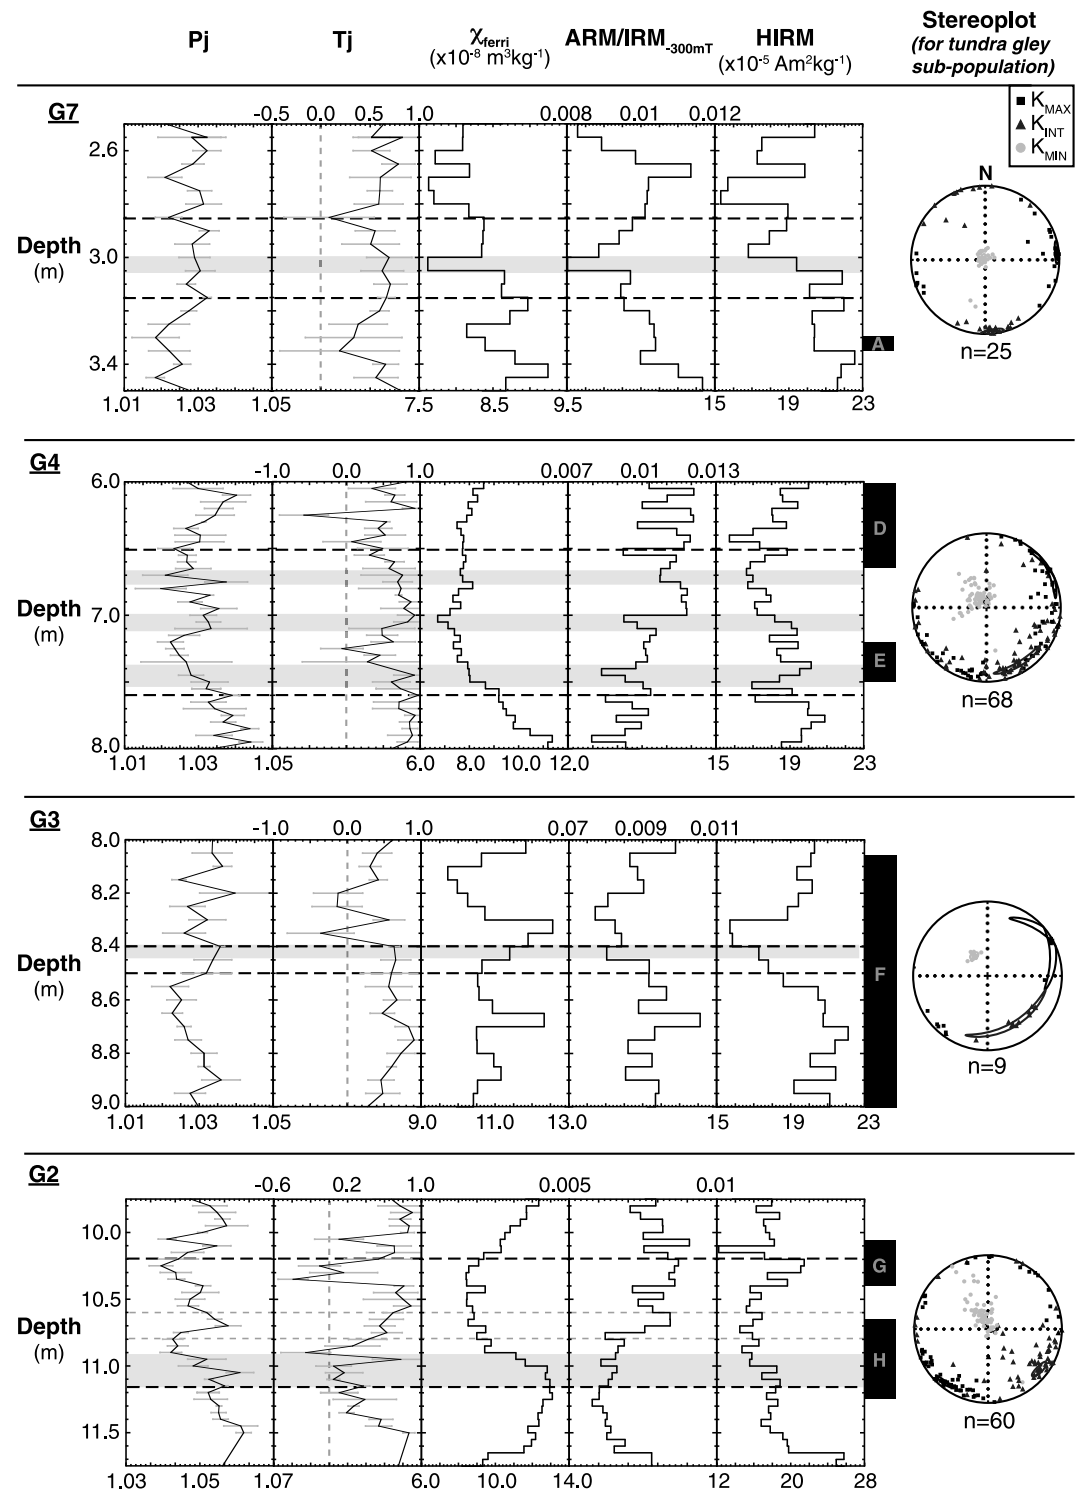 Pj Tj χferri ARM/IRM-300mT HIRM Stereoplot
(x10-8 m3kg-1) (x10-5 Am2kg-1) (for tundra gley
sub-population)
KMAX
KINT
KMIN
G7
-0.5 0.0 0.5 1.0 0.008 0.01 0.012
2.6
3.0
3.4
Depth
(m)
A
N
n=25
1.01 1.03 1.05 7.5 8.5 9.5 15 19 23
G4
-1.0 0.0 1.0 0.007 0.01 0.013
6.0
7.0
8.0
Depth
(m)
D
E
n=68
1.01 1.03 1.05 6.0 8.0 10.0 12.0 15 19 23
G3
-1.0 0.0 1.0 0.07 0.009 0.011
8.0
8.2
8.4
Depth
(m)
8.6
8.8
9.0
F
n=9
1.01 1.03 1.05 9.0 11.0 13.0 15 19 23
G2
-0.6 0.2 1.0 0.005 0.01
10.0
10.5
Depth
(m)
11.0
11.5
G
H
n=60
1.03 1.05 1.07 6.0 10.0 14.0 12 20 28